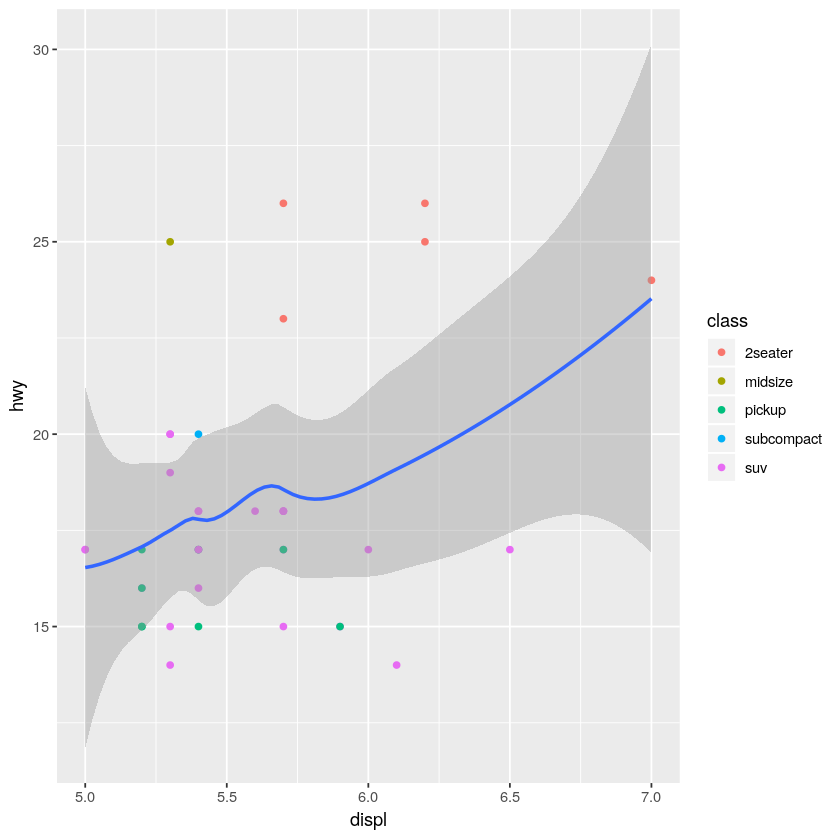 30
25
20
15
hwy
5.0 5.5 6.0 6.5 7.0
displ
class
2seater
midsize
pickup
subcompact
suv